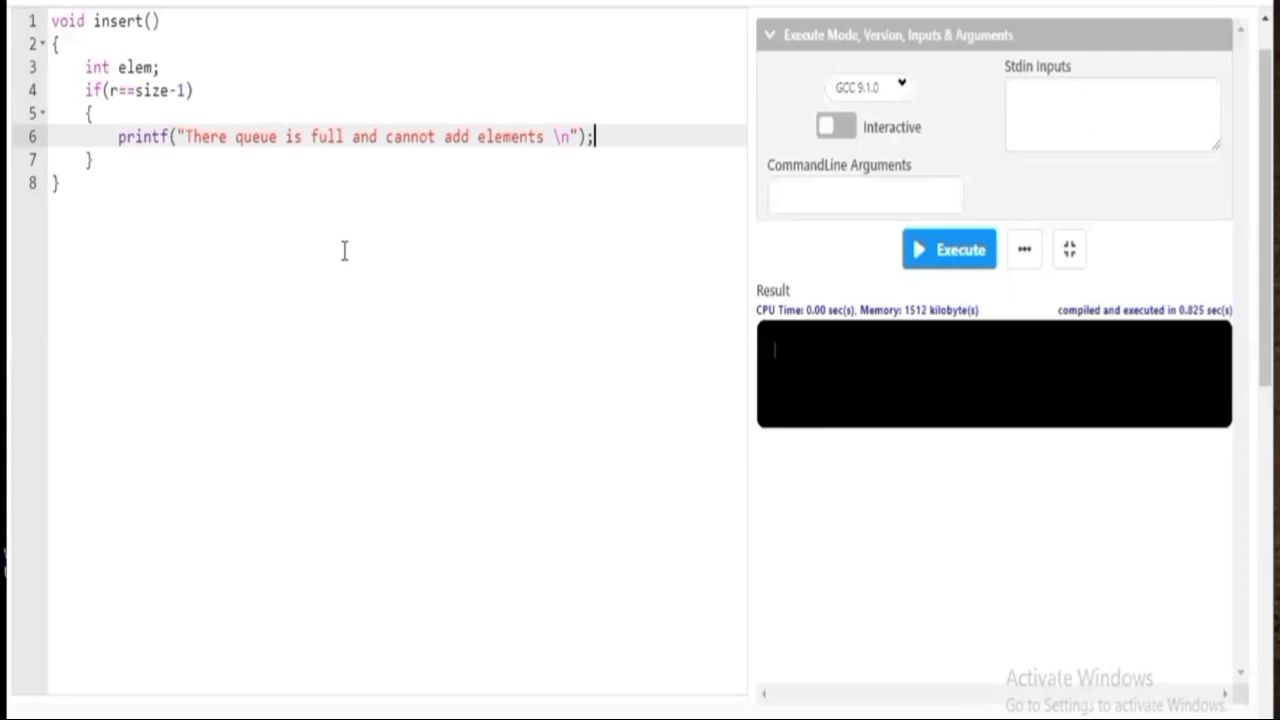 1 void insert()
2 {
3 int elem;
4 if(r==size-1)
5 {
6 printf("There queue is full and cannot add elements \n");
7 }
8 }
Execute Mode, Version, Inputs & Arguments
GCC 9.1.0
Interactive
Stdin Inputs
CommandLine Arguments
Execute
•••
Result
CPU Time: 0.00 sec(s), Memory: 1512 kilobyte(s)
compiled and executed in 0.825 sec(s)
Activate Windows
Go to Settings to activate Windows.